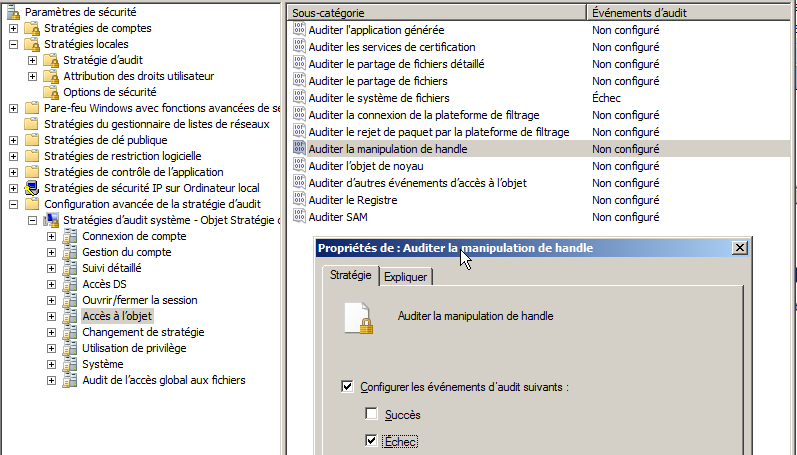 Paramètres de sécurité
Stratégies de comptes
Stratégies locales
Stratégie d'audit
Attribution des droits utilisateur
Options de sécurité
Pare-feu Windows avec fonctions avancées de sé
Stratégies du gestionnaire de listes de réseaux
Stratégies de clé publique
Stratégies de restriction logicielle
Stratégies de contrôle de l'application
Stratégies de sécurité IP sur Ordinateur local
Configuration avancée de la stratégie d'audit
Stratégies d'audit système - Objet Stratégie d
Connexion de compte
Gestion du compte
Suivi détaillé
Accès DS
Ouvrir/fermer la session
Accès à l'objet
Changement de stratégie
Utilisation de privilège
Système
Audit de l'accès global aux fichiers
Sous-catégorie Événements d'audit
Auditer l'application générée Non configuré
Auditer les services de certification Non configuré
Auditer le partage de fichiers détaillé Non configuré
Auditer le partage de fichiers Non configuré
Auditer le système de fichiers Échec
Auditer la connexion de la plateforme de filtrage Non configuré
Auditer le rejet de paquet par la plateforme de filtrage Non configuré
Auditer la manipulation de handle Non configuré
Auditer l'objet de noyau Non configuré
Auditer d'autres événements d'accès à l'objet Non configuré
Auditer le Registre Non configuré
Auditer SAM Non configuré
Propriétés de : Auditer la manipulation de handle
Stratégie Expliquer
Auditer la manipulation de handle
Configurer les événements d'audit suivants :
Succès
Échec